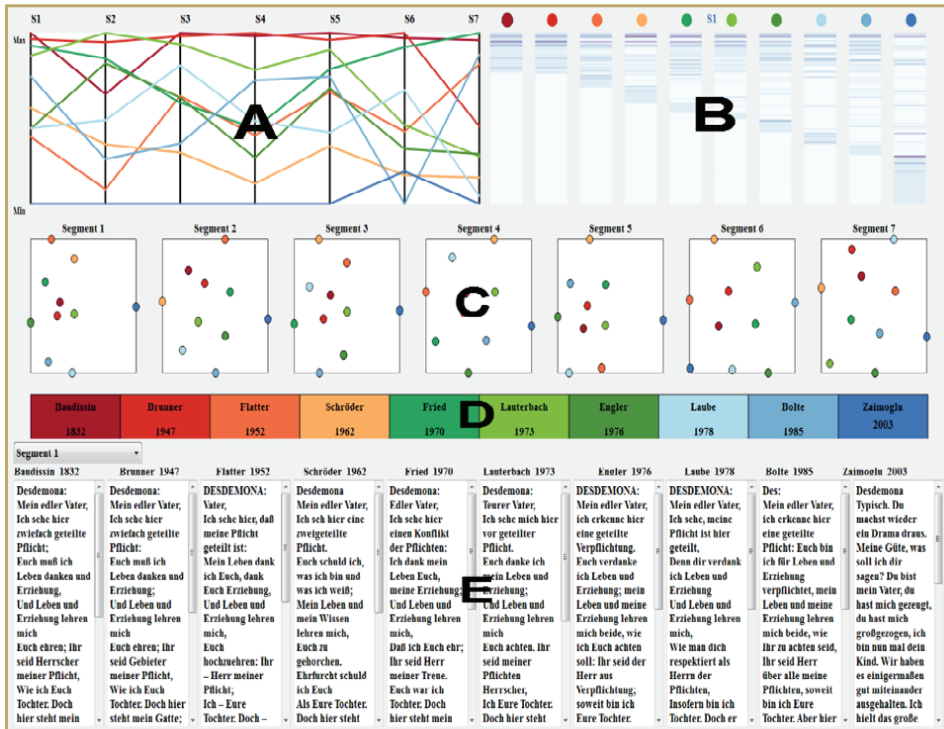 S1 S2 S3 S4 S5 S6 S7
S1
Max
A
B
Min
Segment 1 Segment 2 Segment 3 Segment 4 Segment 5 Segment 6 Segment 7
C
Baudissin Brunner Flatter Schröder Fried Lauterbach Engler Laube Bolte Zaimoglu
D
1832 1947 1952 1962 1970 1973 1976 1978 1985 2003
Segment 1
Baudissin 1832 Brunner 1947 Flatter 1952 Schröder 1962 Fried 1970 Lauterbach 1973 Engler 1976 Laube 1978 Bolte 1985 Zaimoglu 2003
Desdemona:
Mein edler Vater,
Ich sehe hier
zwiefach geteilte
Pflicht;
Euch muß ich
Leben danken und
Erziehung,
Und Leben und
Erziehung lehren
mich
Euch ehren; Ihr
seid Herrscher
meiner Pflicht,
Wie ich Euch
Tochter. Doch
hier steht mein
Desdemona:
Mein edler Vater,
Ich sehe hier
zwiefach geteilte
Pflicht:
Euch muß ich
Leben danken und
Erziehung;
Und Leben und
Erziehung lehren
mich
Euch ehren; Ihr
seid Gebieter
meiner Pflicht,
Wie ich Euch
Tochter. Doch hier
steht mein Gatte;
DESDEMONA:
Vater,
Ich sehe hier, daß
meine Pflicht
geteilt ist:
Mein Leben dank
ich Euch, dank
Euch Erziehung,
Und Leben und
Erziehung lehren
mich,
Euch
hochzuehren: Ihr
– Herr meiner
Pflicht;
Ich – Eure
Tochter. Doch –
Desdemona
Mein edler Vater,
Ich seh hier eine
zweigeteilte
Pflicht.
Euch schuld ich,
was ich bin und
was ich weiß;
Mein Leben und
mein Wissen
lehren mich,
Euch zu
gehorchen.
Ehrfurcht schuld
ich Euch
Als Eure Tochter.
Doch hier steht
Desdemona:
Edler Vater,
Ich sehe hier
einen Konflikt
der Pflichten:
Ich dank mein
Leben Euch,
meine Erziehung;
Und Leben und
Erziehung lehren
mich
Daß ich Euch ehr;
Ihr seid Herr
meiner Treue.
Euch war ich
Tochter. Doch
hier steht mein
E
Desdemona:
Teurer Vater,
Ich sehe mich hier
vor geteilter
Pflicht.
Euch danke ich
mein Leben und
Erziehung;
Und Leben und
Erziehung lehren
mich
Euch achten. Ihr
seid meiner
Pflichten
Herrscher,
Ich Eure Tochter.
Doch hier steht
DESDEMONA:
Mein edler Vater,
ich erkenne hier
eine geteilte
Verpflichtung.
Euch verdanke
ich Leben und
Erziehung; mein
Leben und meine
Erziehung lehren
mich beide, wie
ich Euch achten
soll: Ihr seid der
Herr aus
Verpflichtung;
soweit bin ich
Eure Tochter.
DESDEMONA:
Mein edler Vater,
Ich sehe, meine
Pflicht ist hier
geteilt,
Denn dir verdank
ich Leben und
Erziehung
Und Leben und
Erziehung lehren
mich,
Wie man dich
respektiert als
Herrn der
Pflichten,
Insofern bin ich
Tochter. Doch er
Des:
Mein edler Vater,
ich erkenne hier
eine geteilte
Pflicht: Euch bin
ich für Leben und
Erziehung
verpflichtet, mein
Leben und meine
Erziehung lehren
mich beide, wie
Ihr zu achten seid,
Ihr seid Herr
über alle meine
Pflichten, soweit
bin ich Eure
Tochter. Aber hier
Desdemona
Typisch. Du
machst wieder
ein Drama draus.
Meine Güte, was
soll ich dir
sagen? Du bist
mein Vater, du
hast mich gezeugt,
du hast mich
großgezogen, ich
bin nun mal dein
Kind. Wir haben
es einigermaßen
gut miteinander
ausgehalten. Ich
hielt das große